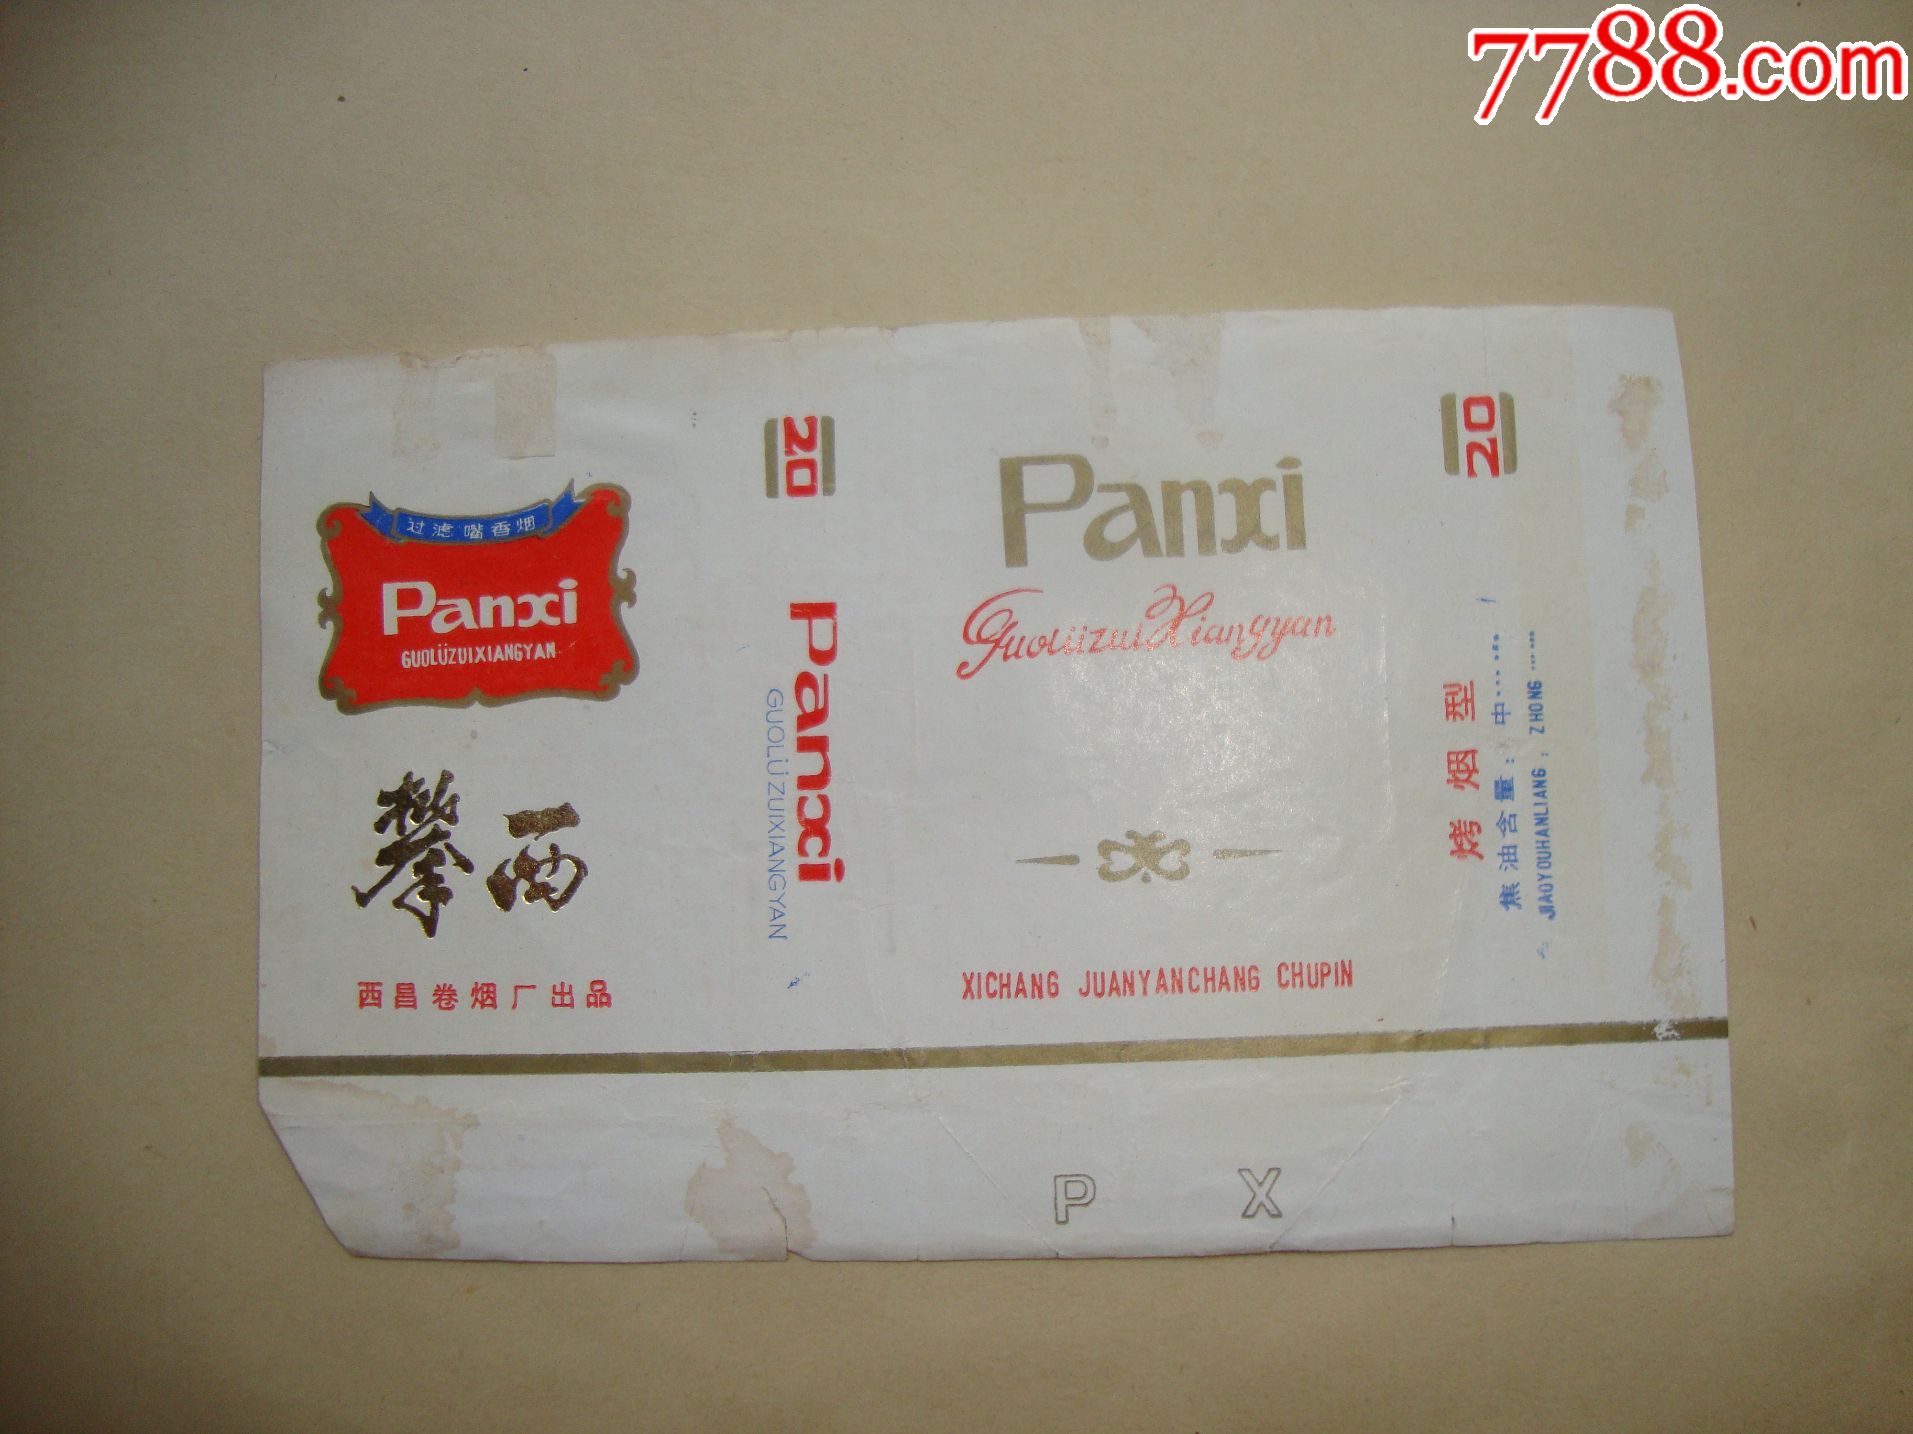 7788.com
过滤嘴香烟
Panxi
GUOLÜZUIXIANGYAN
攀西
西昌卷烟厂出品
20
Panxi
GUOLÜZUIXIANGYAN
Panxi
GuolüzuiXiangyan
XICHANG JUANYANCHANG CHUPIN
20
烤烟型
焦油含量：中……
JIAOYOUHANLIANG：ZHONG……
P X